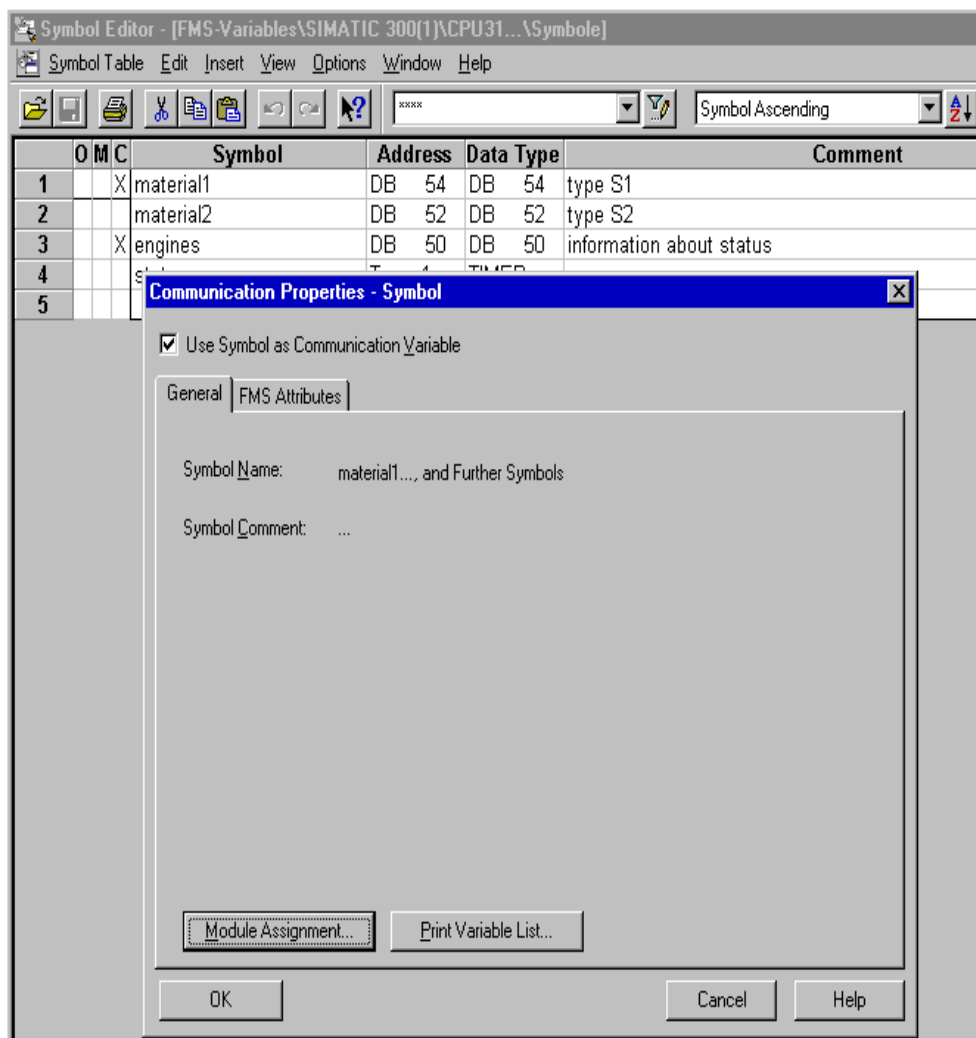 Symbol Editor - [FMS-Variables\SIMATIC 300(1)\CPU31...\Symbole]
Symbol Table Edit Insert View Options Window Help
**** Symbol Ascending
O M C Symbol Address Data Type Comment
1 X material1 DB 54 DB 54 type S1
2 material2 DB 52 DB 52 type S2
3 X engines DB 50 DB 50 information about status
4 TIMER
5
Communication Properties - Symbol
Use Symbol as Communication Variable
General FMS Attributes
Symbol Name: material1..., and Further Symbols
Symbol Comment: ...
Module Assignment... Print Variable List...
OK Cancel Help